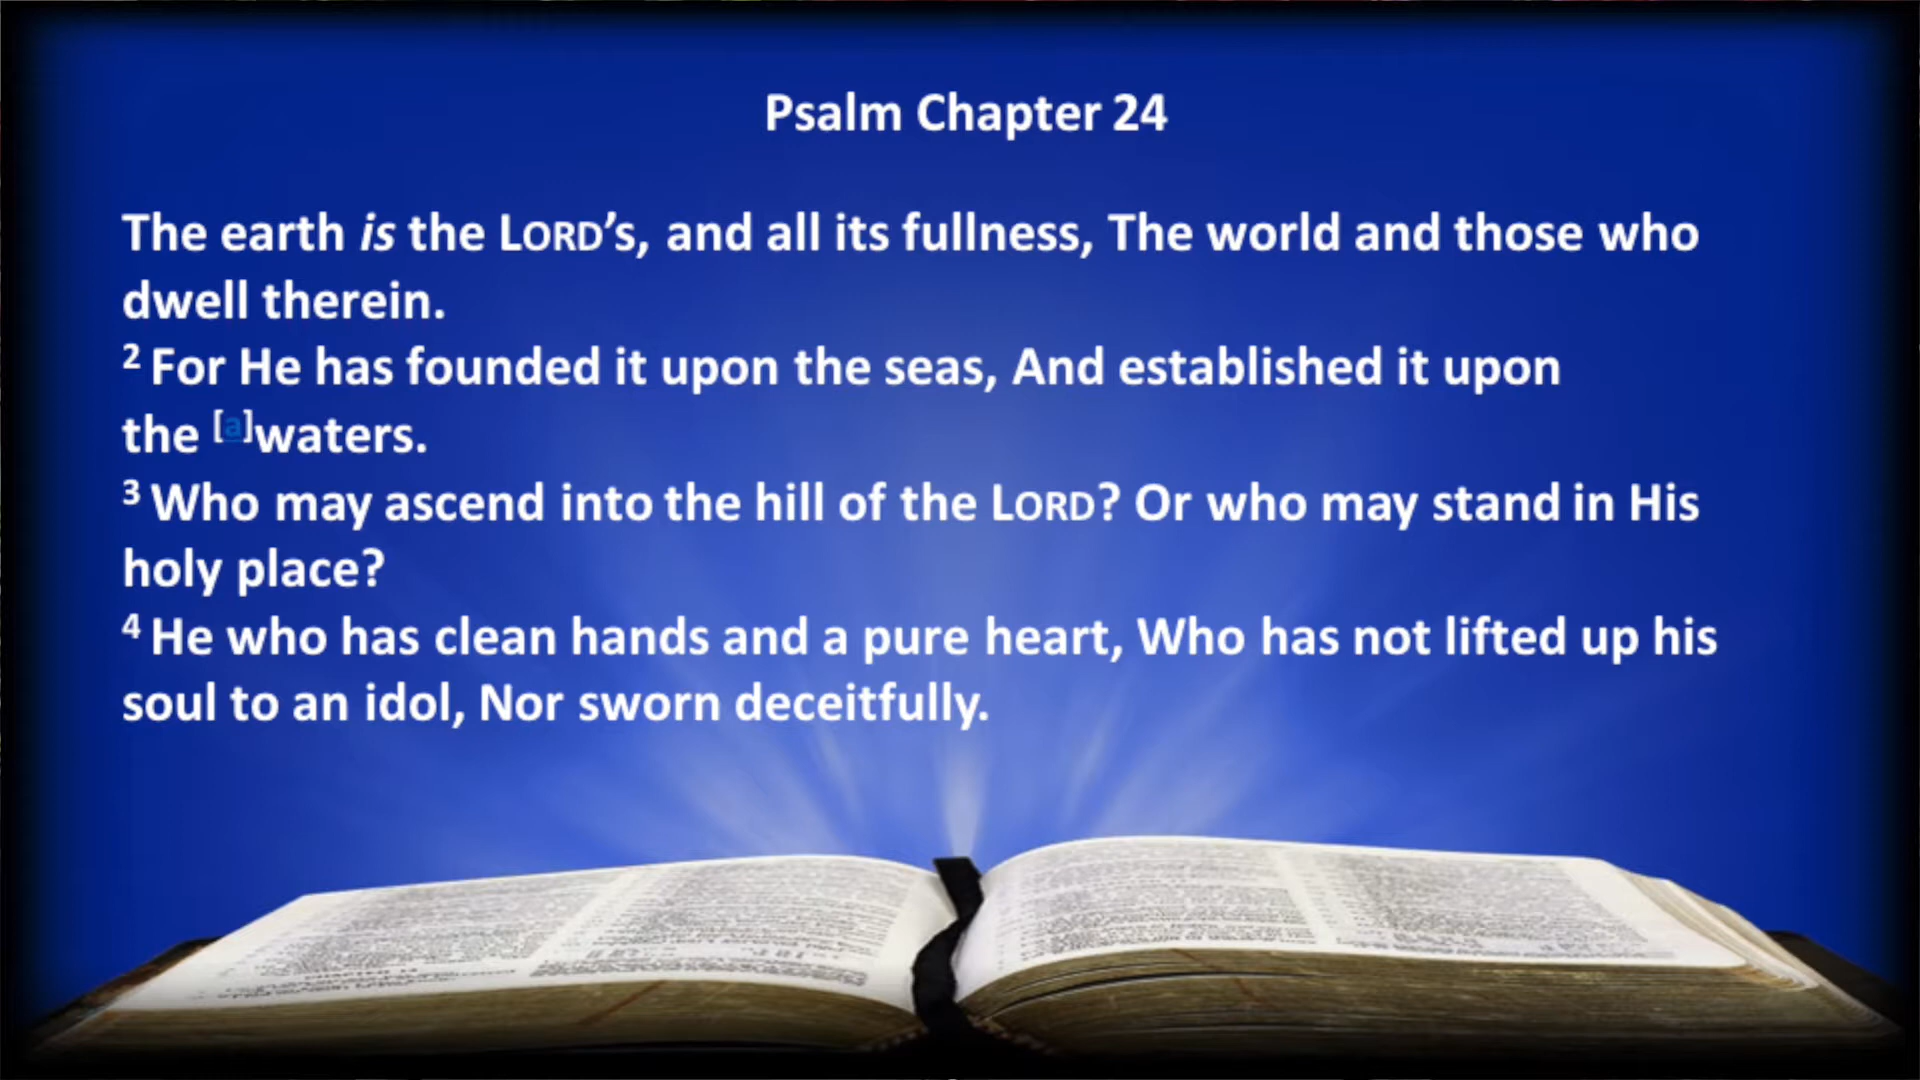 Psalm Chapter 24
The earth is the LORD’s, and all its fullness, The world and those who
dwell therein.
2 For He has founded it upon the seas, And established it upon
the [a]waters.
3 Who may ascend into the hill of the LORD? Or who may stand in His
holy place?
4 He who has clean hands and a pure heart, Who has not lifted up his
soul to an idol, Nor sworn deceitfully.